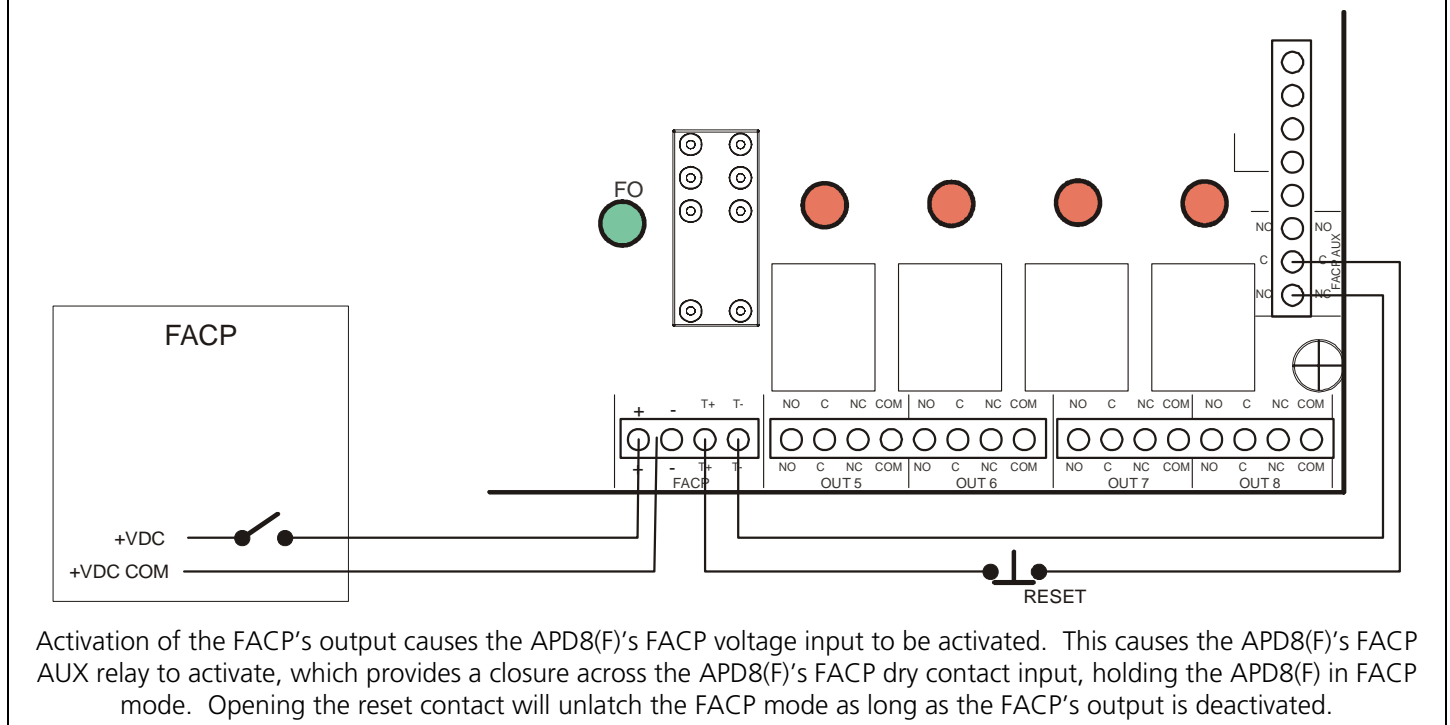 FO
NO NO
C C
NC NC
FACP AUX
FACP
+ - T+ T- NO C NC COM NO C NC COM NO C NC COM NO C NC COM
+ - T+ T- NO C NC COM NO C NC COM NO C NC COM NO C NC COM
FACP OUT 5 OUT 6 OUT 7 OUT 8
+VDC
+VDC COM
RESET
Activation of the FACP's output causes the APD8(F)'s FACP voltage input to be activated. This causes the APD8(F)'s FACP
AUX relay to activate, which provides a closure across the APD8(F)'s FACP dry contact input, holding the APD8(F) in FACP
mode. Opening the reset contact will unlatch the FACP mode as long as the FACP's output is deactivated.